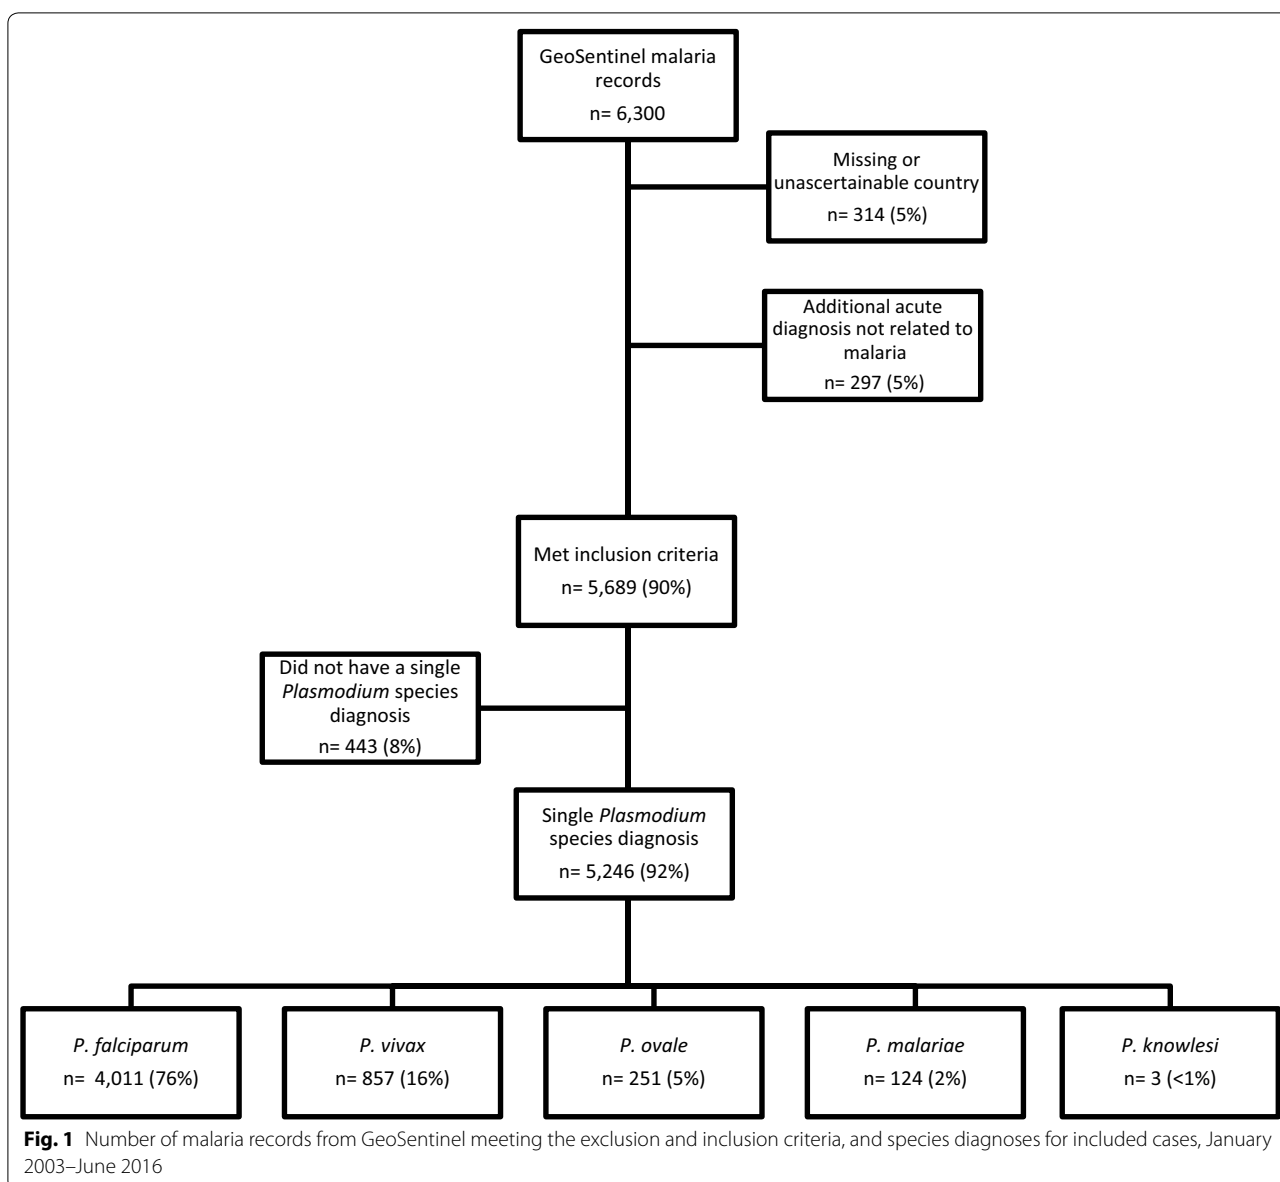 GeoSentinel malaria
records
n= 6,300
Missing or
unascertainable country
n= 314 (5%)
Additional acute
diagnosis not related to
malaria
n= 297 (5%)
Met inclusion criteria
n= 5,689 (90%)
Did not have a single
Plasmodium species
diagnosis
n= 443 (8%)
Single Plasmodium
species diagnosis
n= 5,246 (92%)
P. falciparum
n=  4,011 (76%)
P. vivax
n= 857 (16%)
P. ovale
n= 251 (5%)
P. malariae
n= 124 (2%)
P. knowlesi
n= 3 (<1%)
Fig. 1 Number of malaria records from GeoSentinel meeting the exclusion and inclusion criteria, and species diagnoses for included cases, January
2003–June 2016